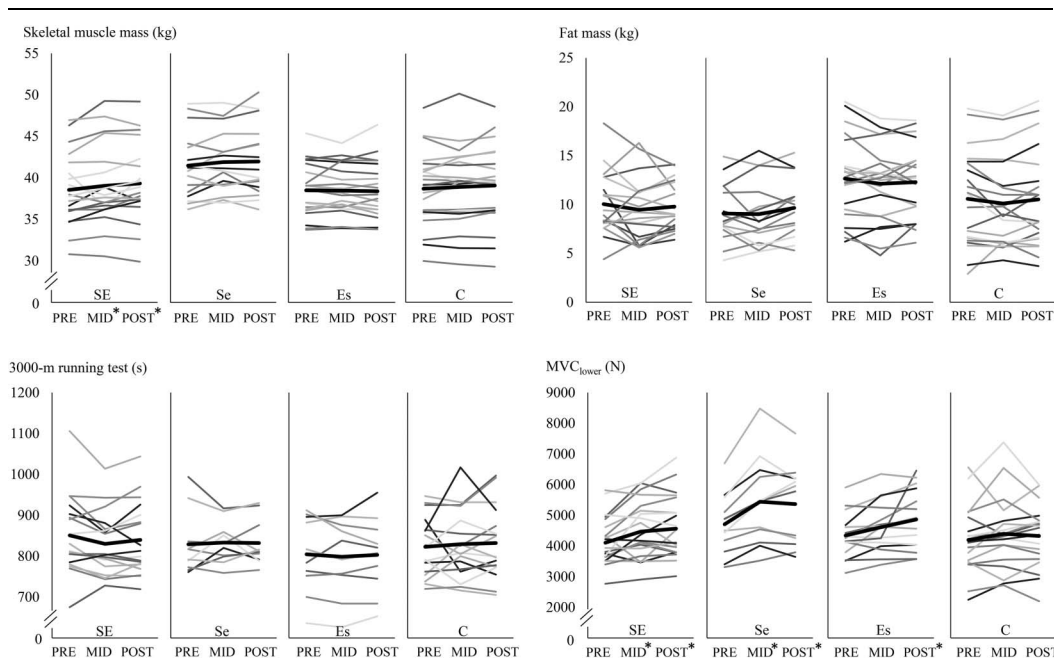 Skeletal muscle mass (kg)
55
50
45
40
35
30
0
SE
Se
Es
C
PRE MID* POST*
PRE MID POST
PRE MID POST
PRE MID POST
Fat mass (kg)
25
20
15
10
5
0
SE
Se
Es
C
PRE MID POST
PRE MID POST
PRE MID POST
PRE MID POST
3000-m running test (s)
1200
1100
1000
900
800
700
0
SE
Se
Es
C
PRE MID POST
PRE MID POST
PRE MID POST
PRE MID POST
MVClower (N)
9000
8000
7000
6000
5000
4000
3000
2000
0
SE
Se
Es
C
PRE MID* POST*
PRE MID* POST*
PRE MID POST*
PRE MID POST